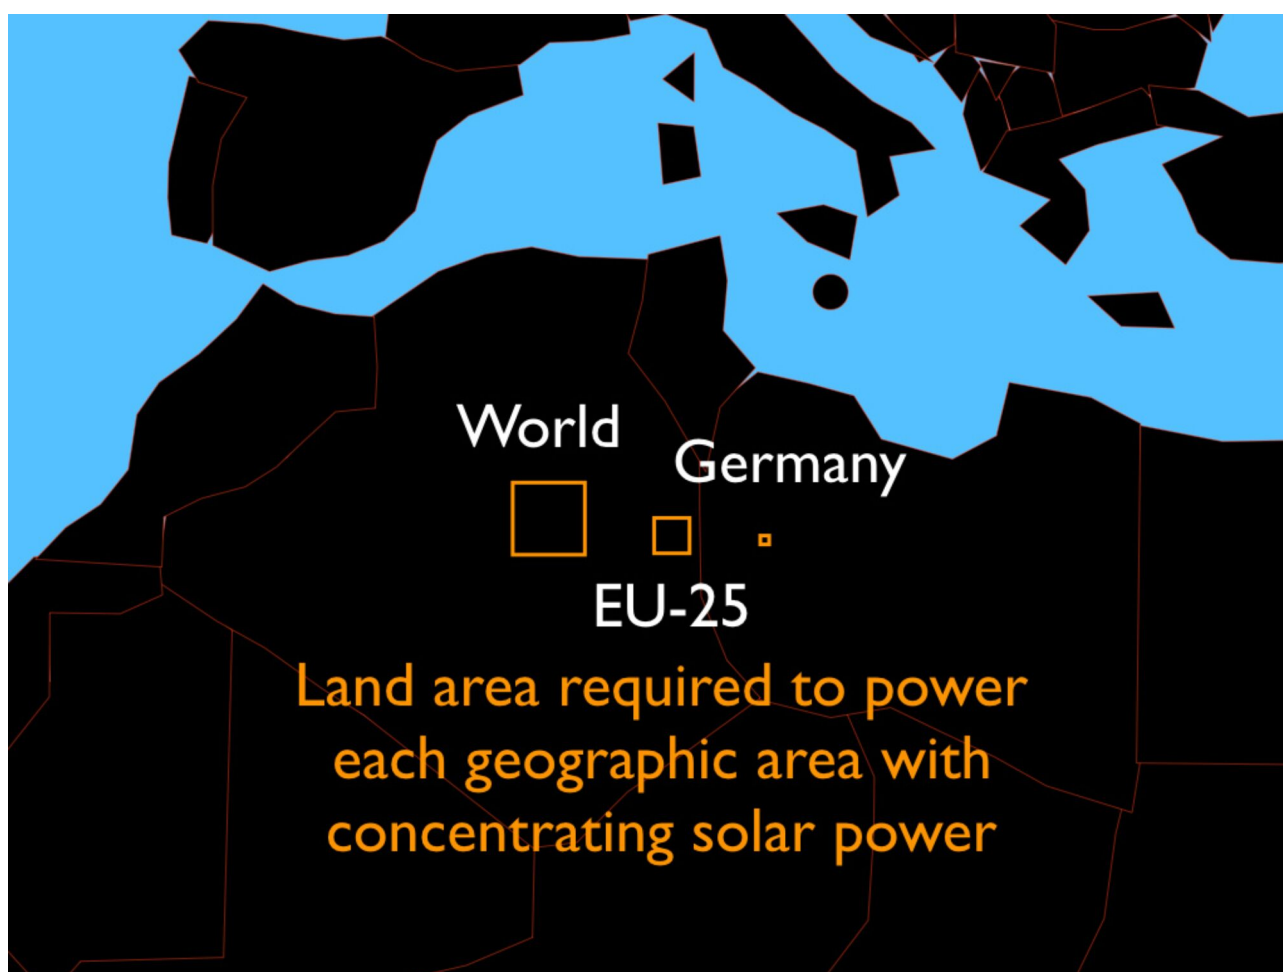 World
Germany
EU-25
Land area required to power
each geographic area with
concentrating solar power